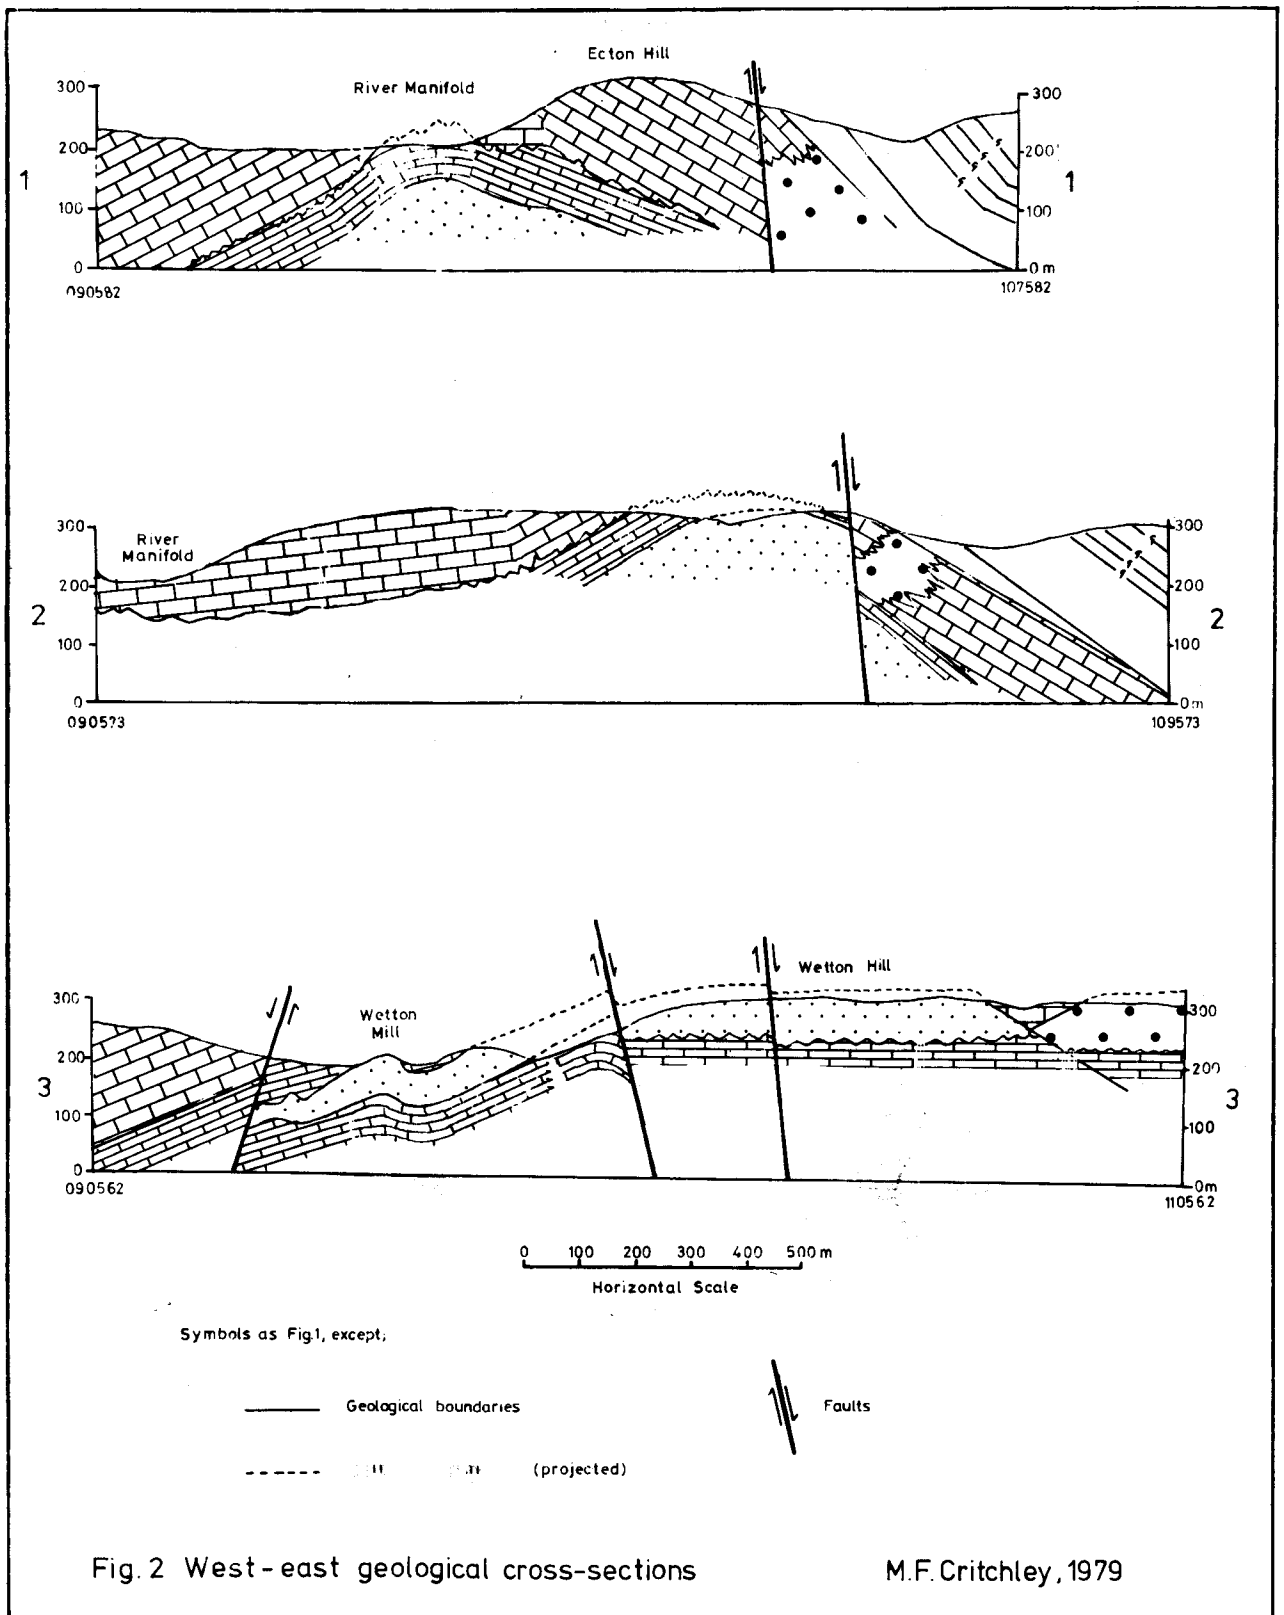 Ecton Hill
River Manifold
300
200
100
0
1
300
200
100
0 m
1
090582
107582
River
Manifold
300
200
100
0
2
300
200
100
0m
2
090573
109573
Wetton Hill
Wetton
Mill
300
200
100
0
3
300
200
100
0m
3
090562
110562
0 100 200 300 400 500 m
Horizontal Scale
Symbols as Fig.1, except;
Geological boundaries
Faults
(projected)
Fig. 2 West-east geological cross-sections
M.F. Critchley, 1979